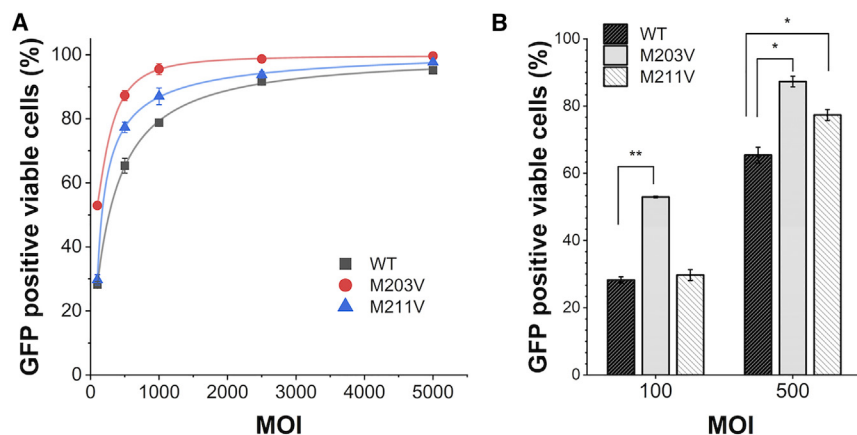 A
GFP positive viable cells (%)
100
80
60
40
20
0
0
1000
2000
3000
4000
5000
MOI
WT
M203V
M211V
B
GFP positive viable cells (%)
100
80
60
40
20
0
WT
M203V
M211V
**
*
*
100
500
MOI